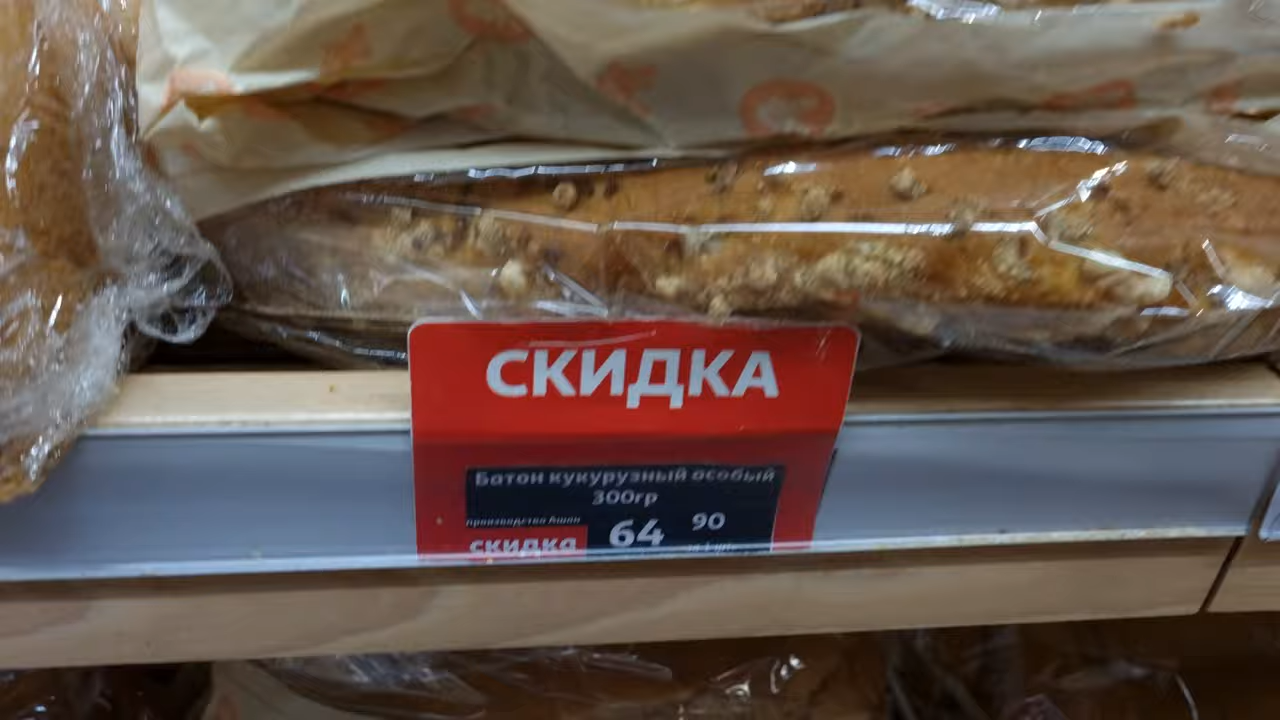 СКИДКА
Батон кукурузный особый
300гр
производство Ашан
скидка
64 90